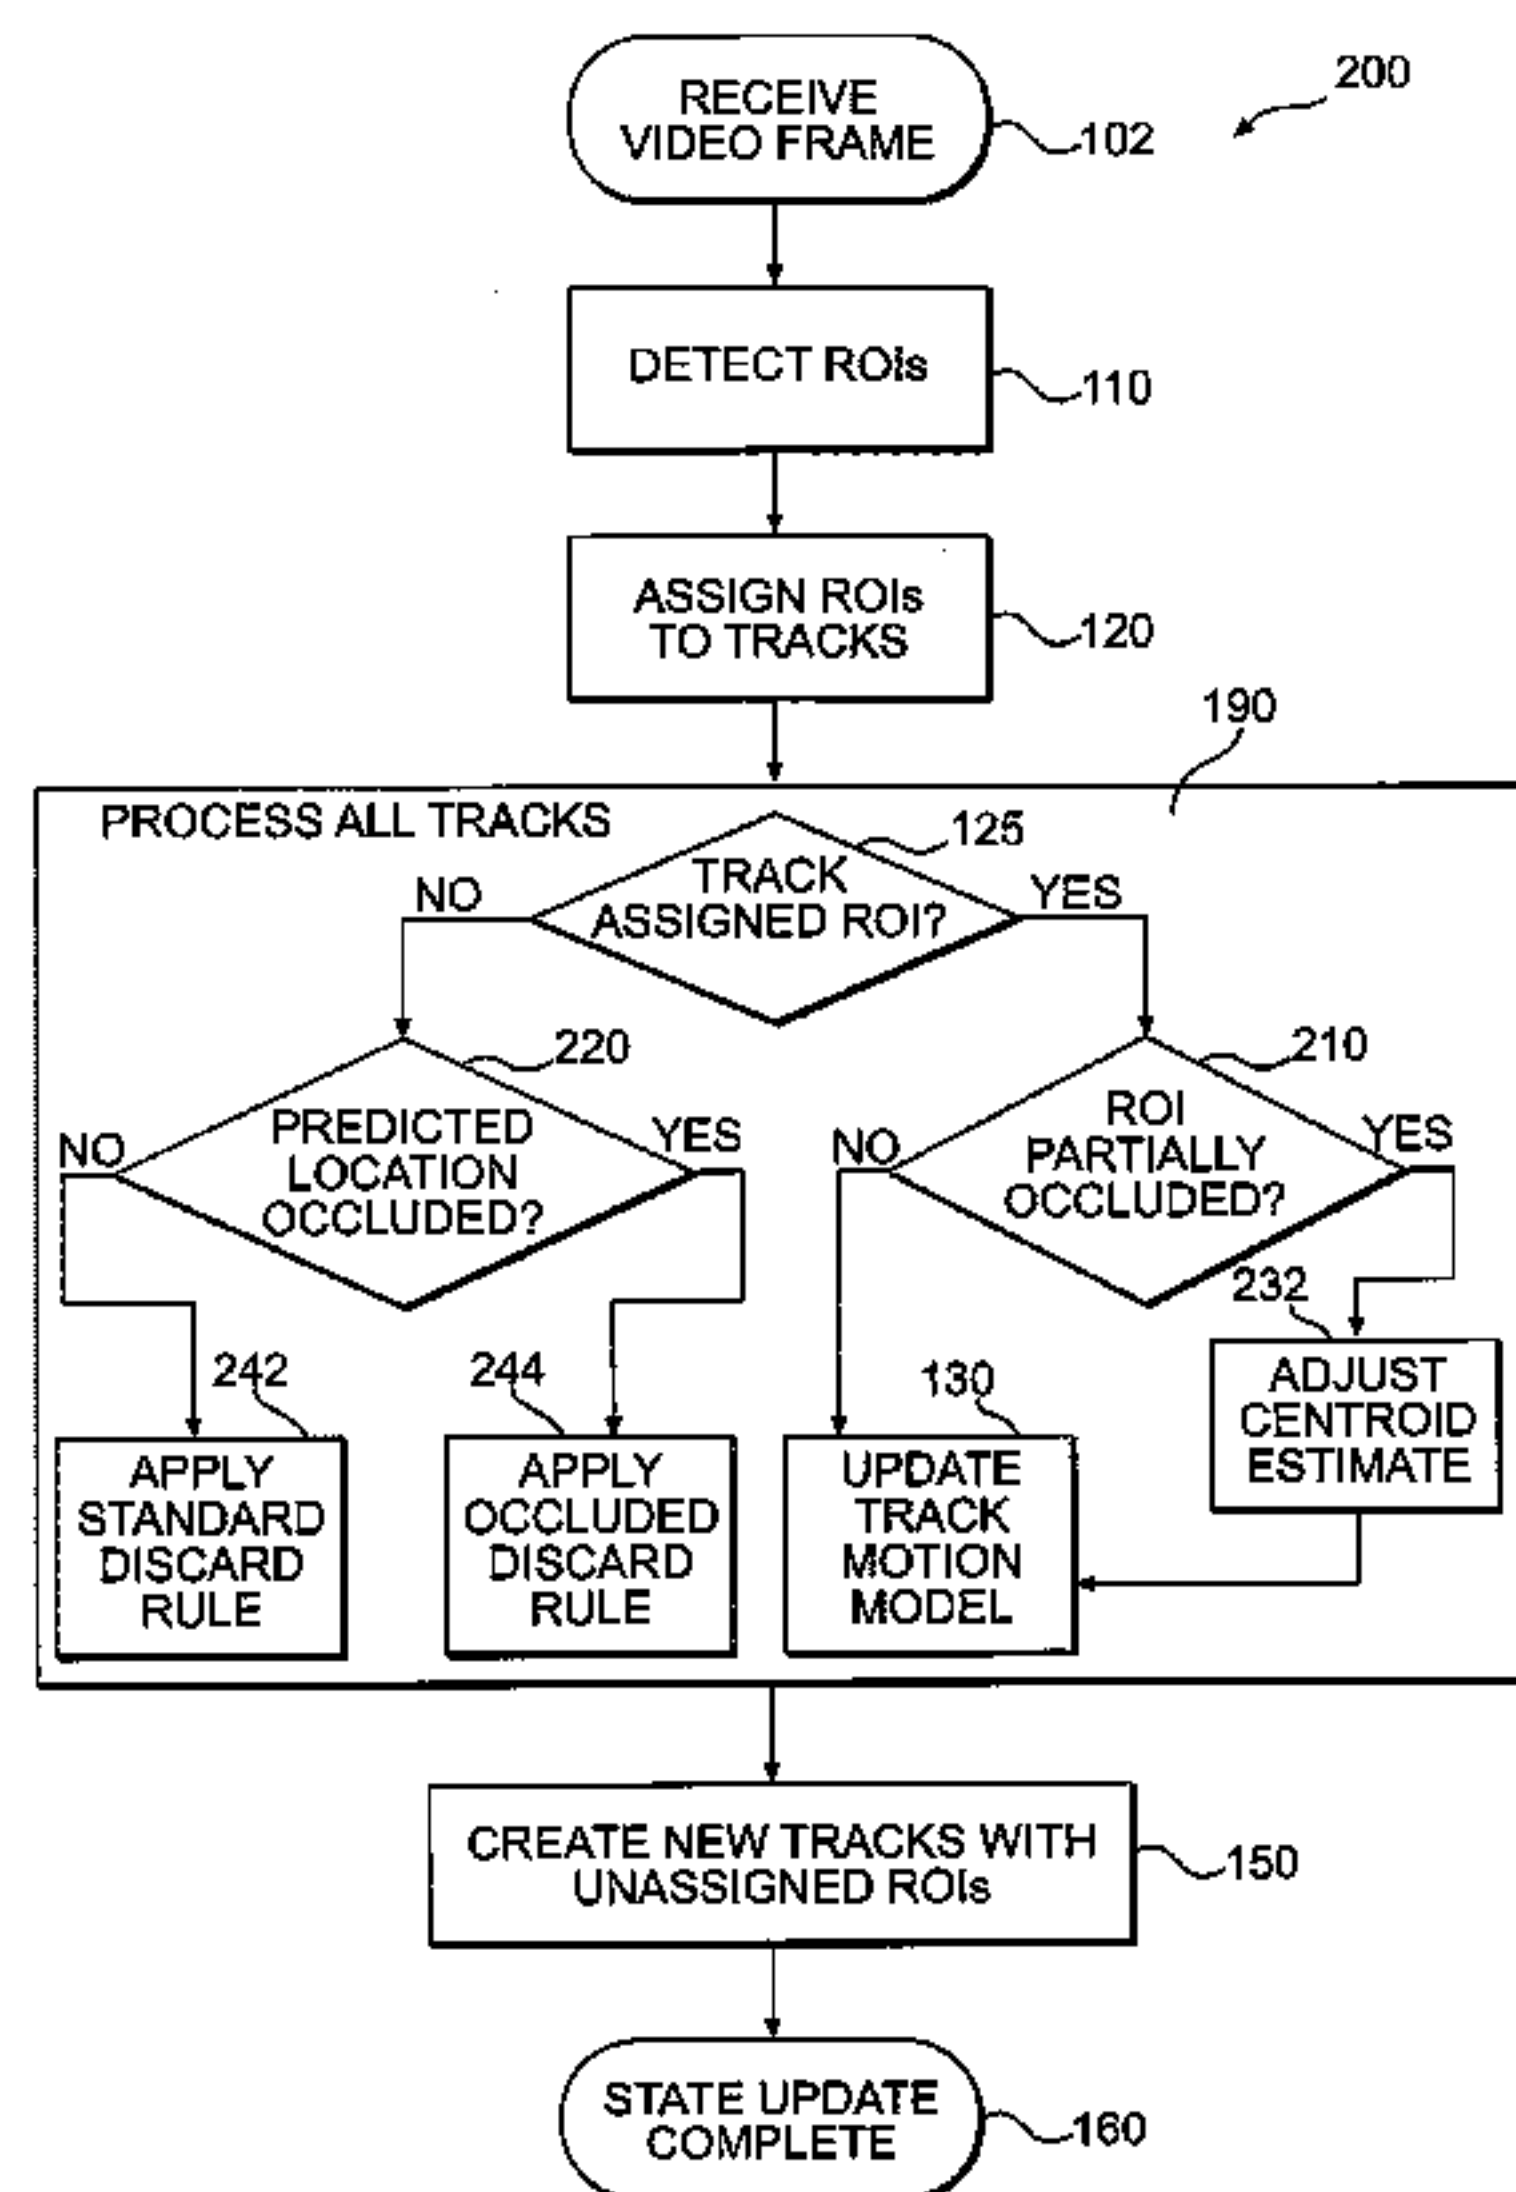 200
RECEIVE
VIDEO FRAME
102
DETECT ROIs
110
ASSIGN ROIs
TO TRACKS
120
190
PROCESS ALL TRACKS
125
NO
TRACK
ASSIGNED ROI?
YES
220
210
NO
PREDICTED
LOCATION
OCCLUDED?
YES
NO
ROI
PARTIALLY
OCCLUDED?
YES
232
242
244
130
ADJUST
CENTROID
ESTIMATE
APPLY
STANDARD
DISCARD
RULE
APPLY
OCCLUDED
DISCARD
RULE
UPDATE
TRACK
MOTION
MODEL
CREATE NEW TRACKS WITH
UNASSIGNED ROIs
150
STATE UPDATE
COMPLETE
160